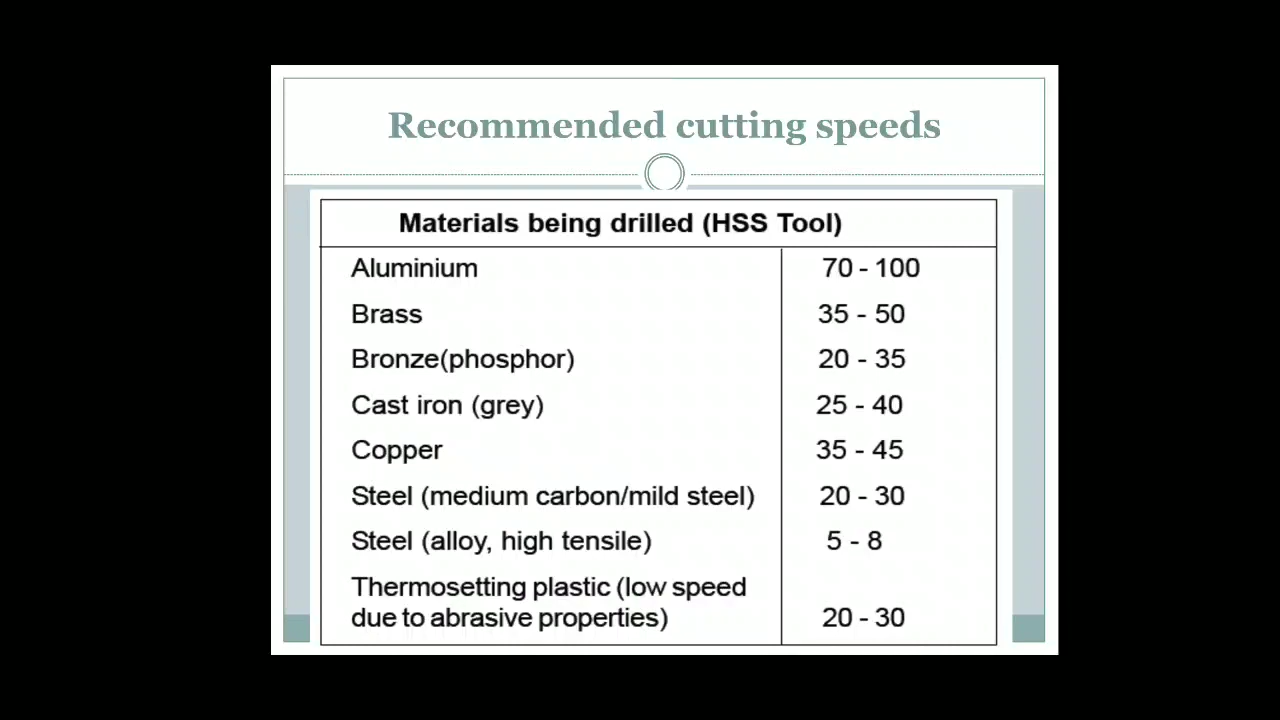 Recommended cutting speeds
Materials being drilled (HSS Tool)
Aluminium 70 - 100
Brass 35 - 50
Bronze(phosphor) 20 - 35
Cast iron (grey) 25 - 40
Copper 35 - 45
Steel (medium carbon/mild steel) 20 - 30
Steel (alloy, high tensile) 5 - 8
Thermosetting plastic (low speed
due to abrasive properties) 20 - 30